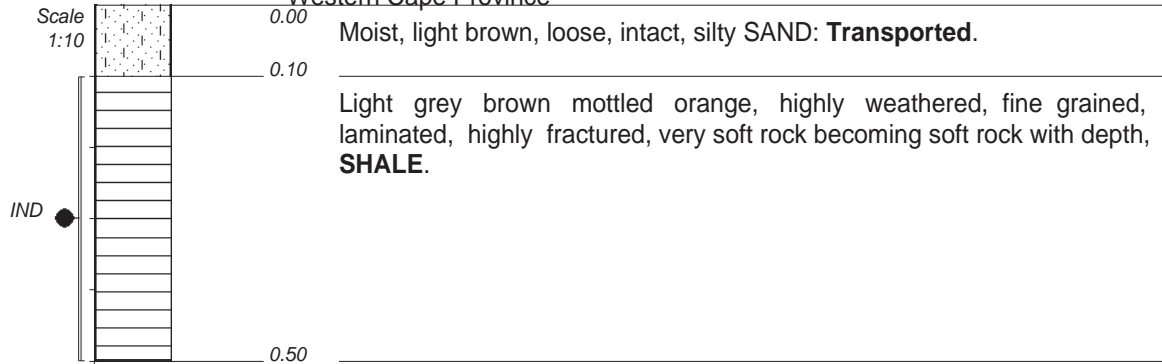 Western Cape Province
Scale
1:10
0.00
Moist, light brown, loose, intact, silty SAND: Transported.
0.10
Light grey brown mottled orange, highly weathered, fine grained,
laminated, highly fractured, very soft rock becoming soft rock with depth,
SHALE.
IND
0.50